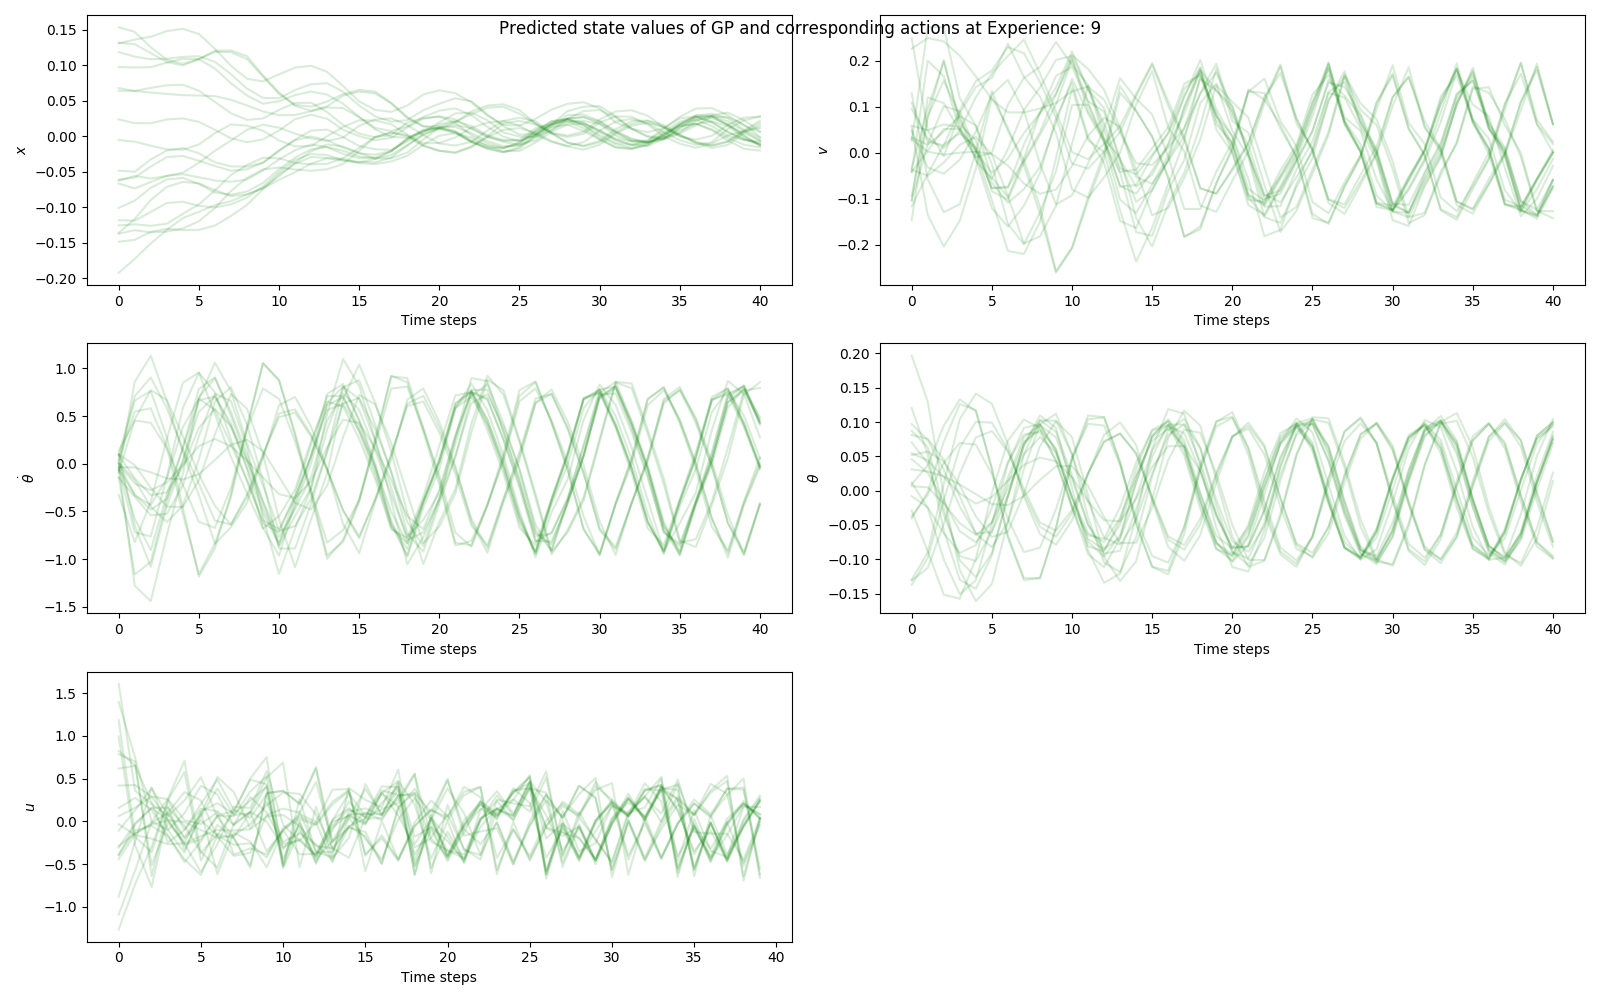 Predicted state values of GP and corresponding actions at Experience: 9
0.15
0.10
0.05
0.00
−0.05
−0.10
−0.15
−0.20
x
0 5 10 15 20 25 30 35 40
Time steps
0.2
0.1
0.0
−0.1
−0.2
v
0 5 10 15 20 25 30 35 40
Time steps
1.0
0.5
0.0
−0.5
−1.0
−1.5
θ̇
0 5 10 15 20 25 30 35 40
Time steps
0.20
0.15
0.10
0.05
0.00
−0.05
−0.10
−0.15
θ
0 5 10 15 20 25 30 35 40
Time steps
1.5
1.0
0.5
0.0
−0.5
−1.0
u
0 5 10 15 20 25 30 35 40
Time steps